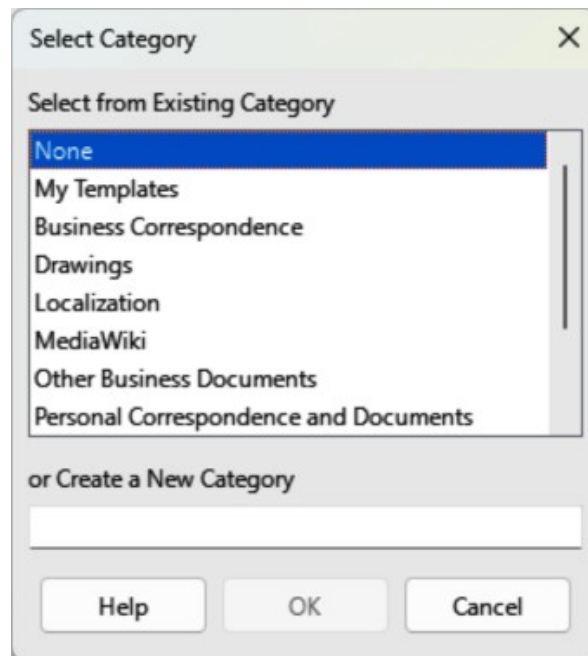 Select Category
Select from Existing Category
None
My Templates
Business Correspondence
Drawings
Localization
MediaWiki
Other Business Documents
Personal Correspondence and Documents
or Create a New Category
Help OK Cancel